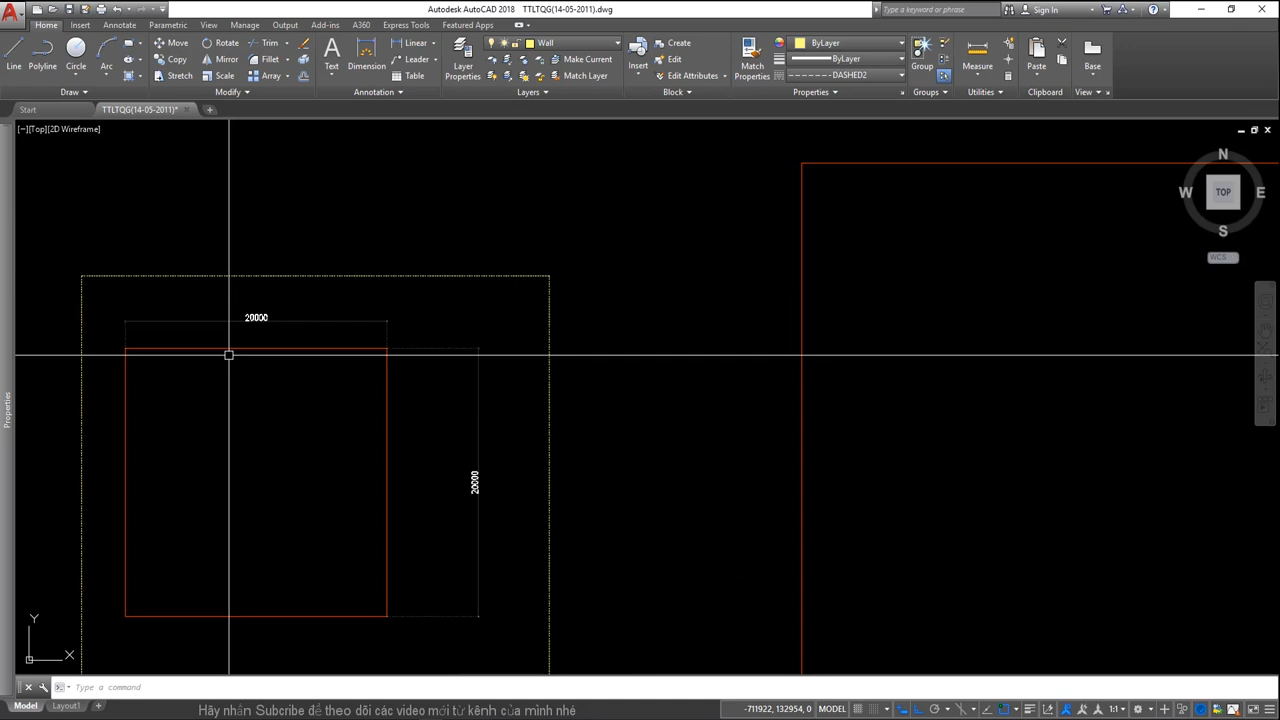 Autodesk AutoCAD 2018 TTLTQG(14-05-2011).dwg
Type a keyword or phrase
Sign In
Home Insert Annotate Parametric View Manage Output Add-ins A360 Express Tools Featured Apps
Line
Polyline
Circle
Arc
Move
Copy
Stretch
Rotate
Mirror
Scale
Trim
Fillet
Array
Text
Dimension
Linear
Leader
Table
Layer
Properties
Wall
Make Current
Match Layer
Insert
Create
Edit
Edit Attributes
Match
Properties
ByLayer
ByLayer
DASHED2
Group
Measure
Paste
Base
Draw
Modify
Annotation
Layers
Block
Properties
Groups
Utilities
Clipboard
View
Start
TTLTQG(14-05-2011)*
[−][Top][2D Wireframe]
N
W
TOP
E
S
WCS
20000
20000
Properties
Y
X
Type a command
Model
Layout1
Hãy nhấn Subcribe để theo dõi các video mới từ kênh của mình nhé
-711922, 132954, 0
MODEL
1:1